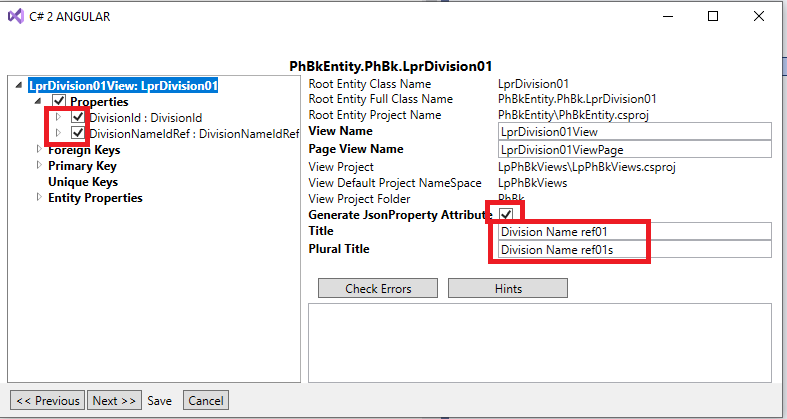 C# 2 ANGULAR
PhBkEntity.PhBk.LprDivision01
LprDivision01View: LprDivision01
Properties
DivisionId : DivisionId
DivisionNameIdRef : DivisionNameIdRef
Foreign Keys
Primary Key
Unique Keys
Entity Properties
Root Entity Class Name LprDivision01
Root Entity Full Class Name PhBkEntity.PhBk.LprDivision01
Root Entity Project Name PhBkEntity\PhBkEntity.csproj
View Name LprDivision01View
Page View Name LprDivision01ViewPage
View Project LpPhBkViews\LpPhBkViews.csproj
View Default Project NameSpace LpPhBkViews
View Project Folder PhBk
Generate JsonProperty Attribute
Title Division Name ref01
Plural Title Division Name ref01s
Check Errors Hints
<< Previous Next >> Save Cancel